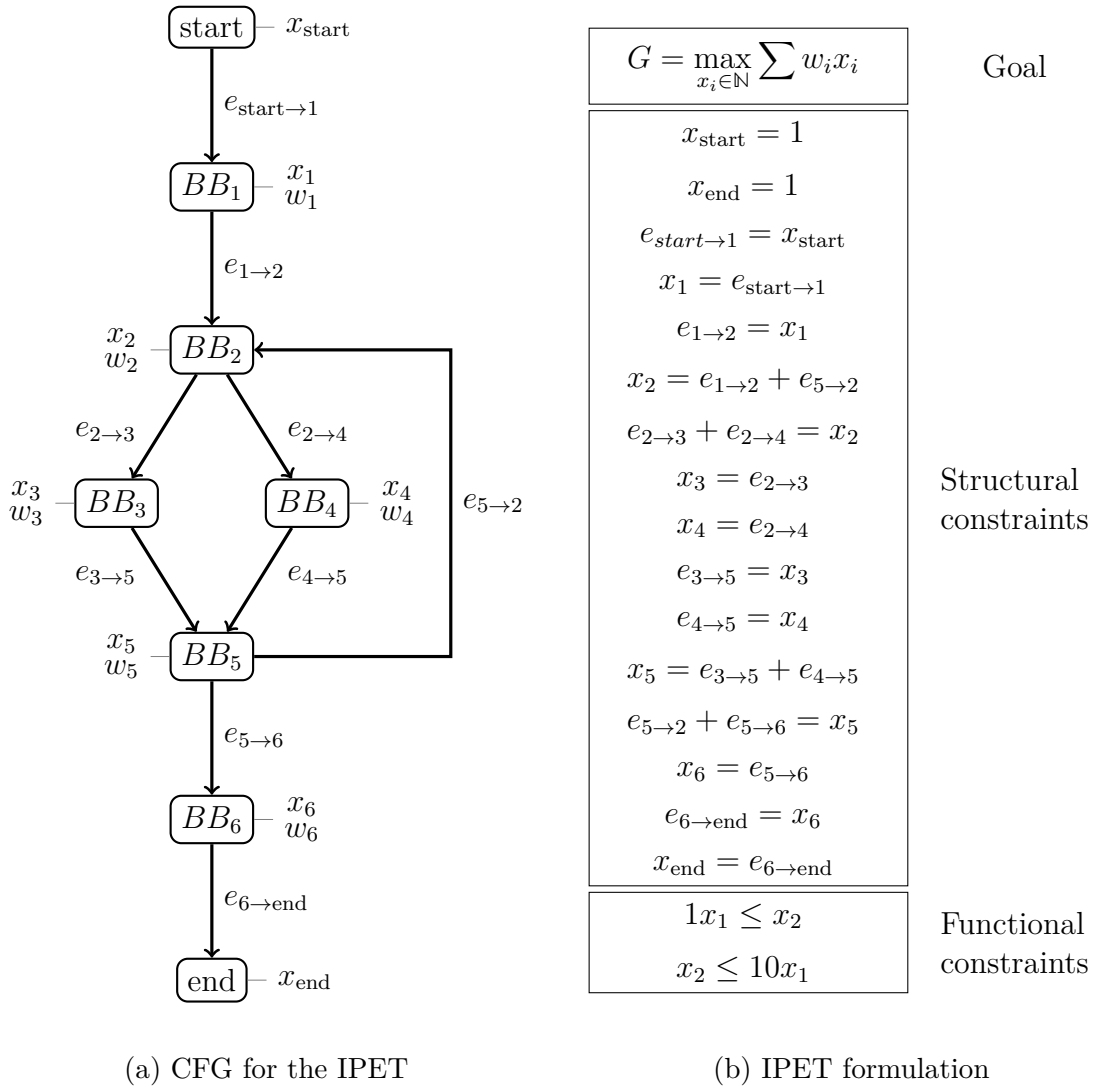 start
x_start
e_start→1
BB_1
x_1
w_1
e_1→2
x_2
w_2
BB_2
e_2→3
e_2→4
x_3
w_3
BB_3
BB_4
x_4
w_4
e_5→2
e_3→5
e_4→5
x_5
w_5
BB_5
e_5→6
BB_6
x_6
w_6
e_6→end
end
x_end
(a) CFG for the IPET
G = max_{x_i∈ℕ} ∑ w_i x_i
Goal
x_start = 1
x_end = 1
e_start→1 = x_start
x_1 = e_start→1
e_1→2 = x_1
x_2 = e_1→2 + e_5→2
e_2→3 + e_2→4 = x_2
x_3 = e_2→3
x_4 = e_2→4
e_3→5 = x_3
e_4→5 = x_4
x_5 = e_3→5 + e_4→5
e_5→2 + e_5→6 = x_5
x_6 = e_5→6
e_6→end = x_6
x_end = e_6→end
Structural
constraints
1x_1 ≤ x_2
x_2 ≤ 10x_1
Functional
constraints
(b) IPET formulation